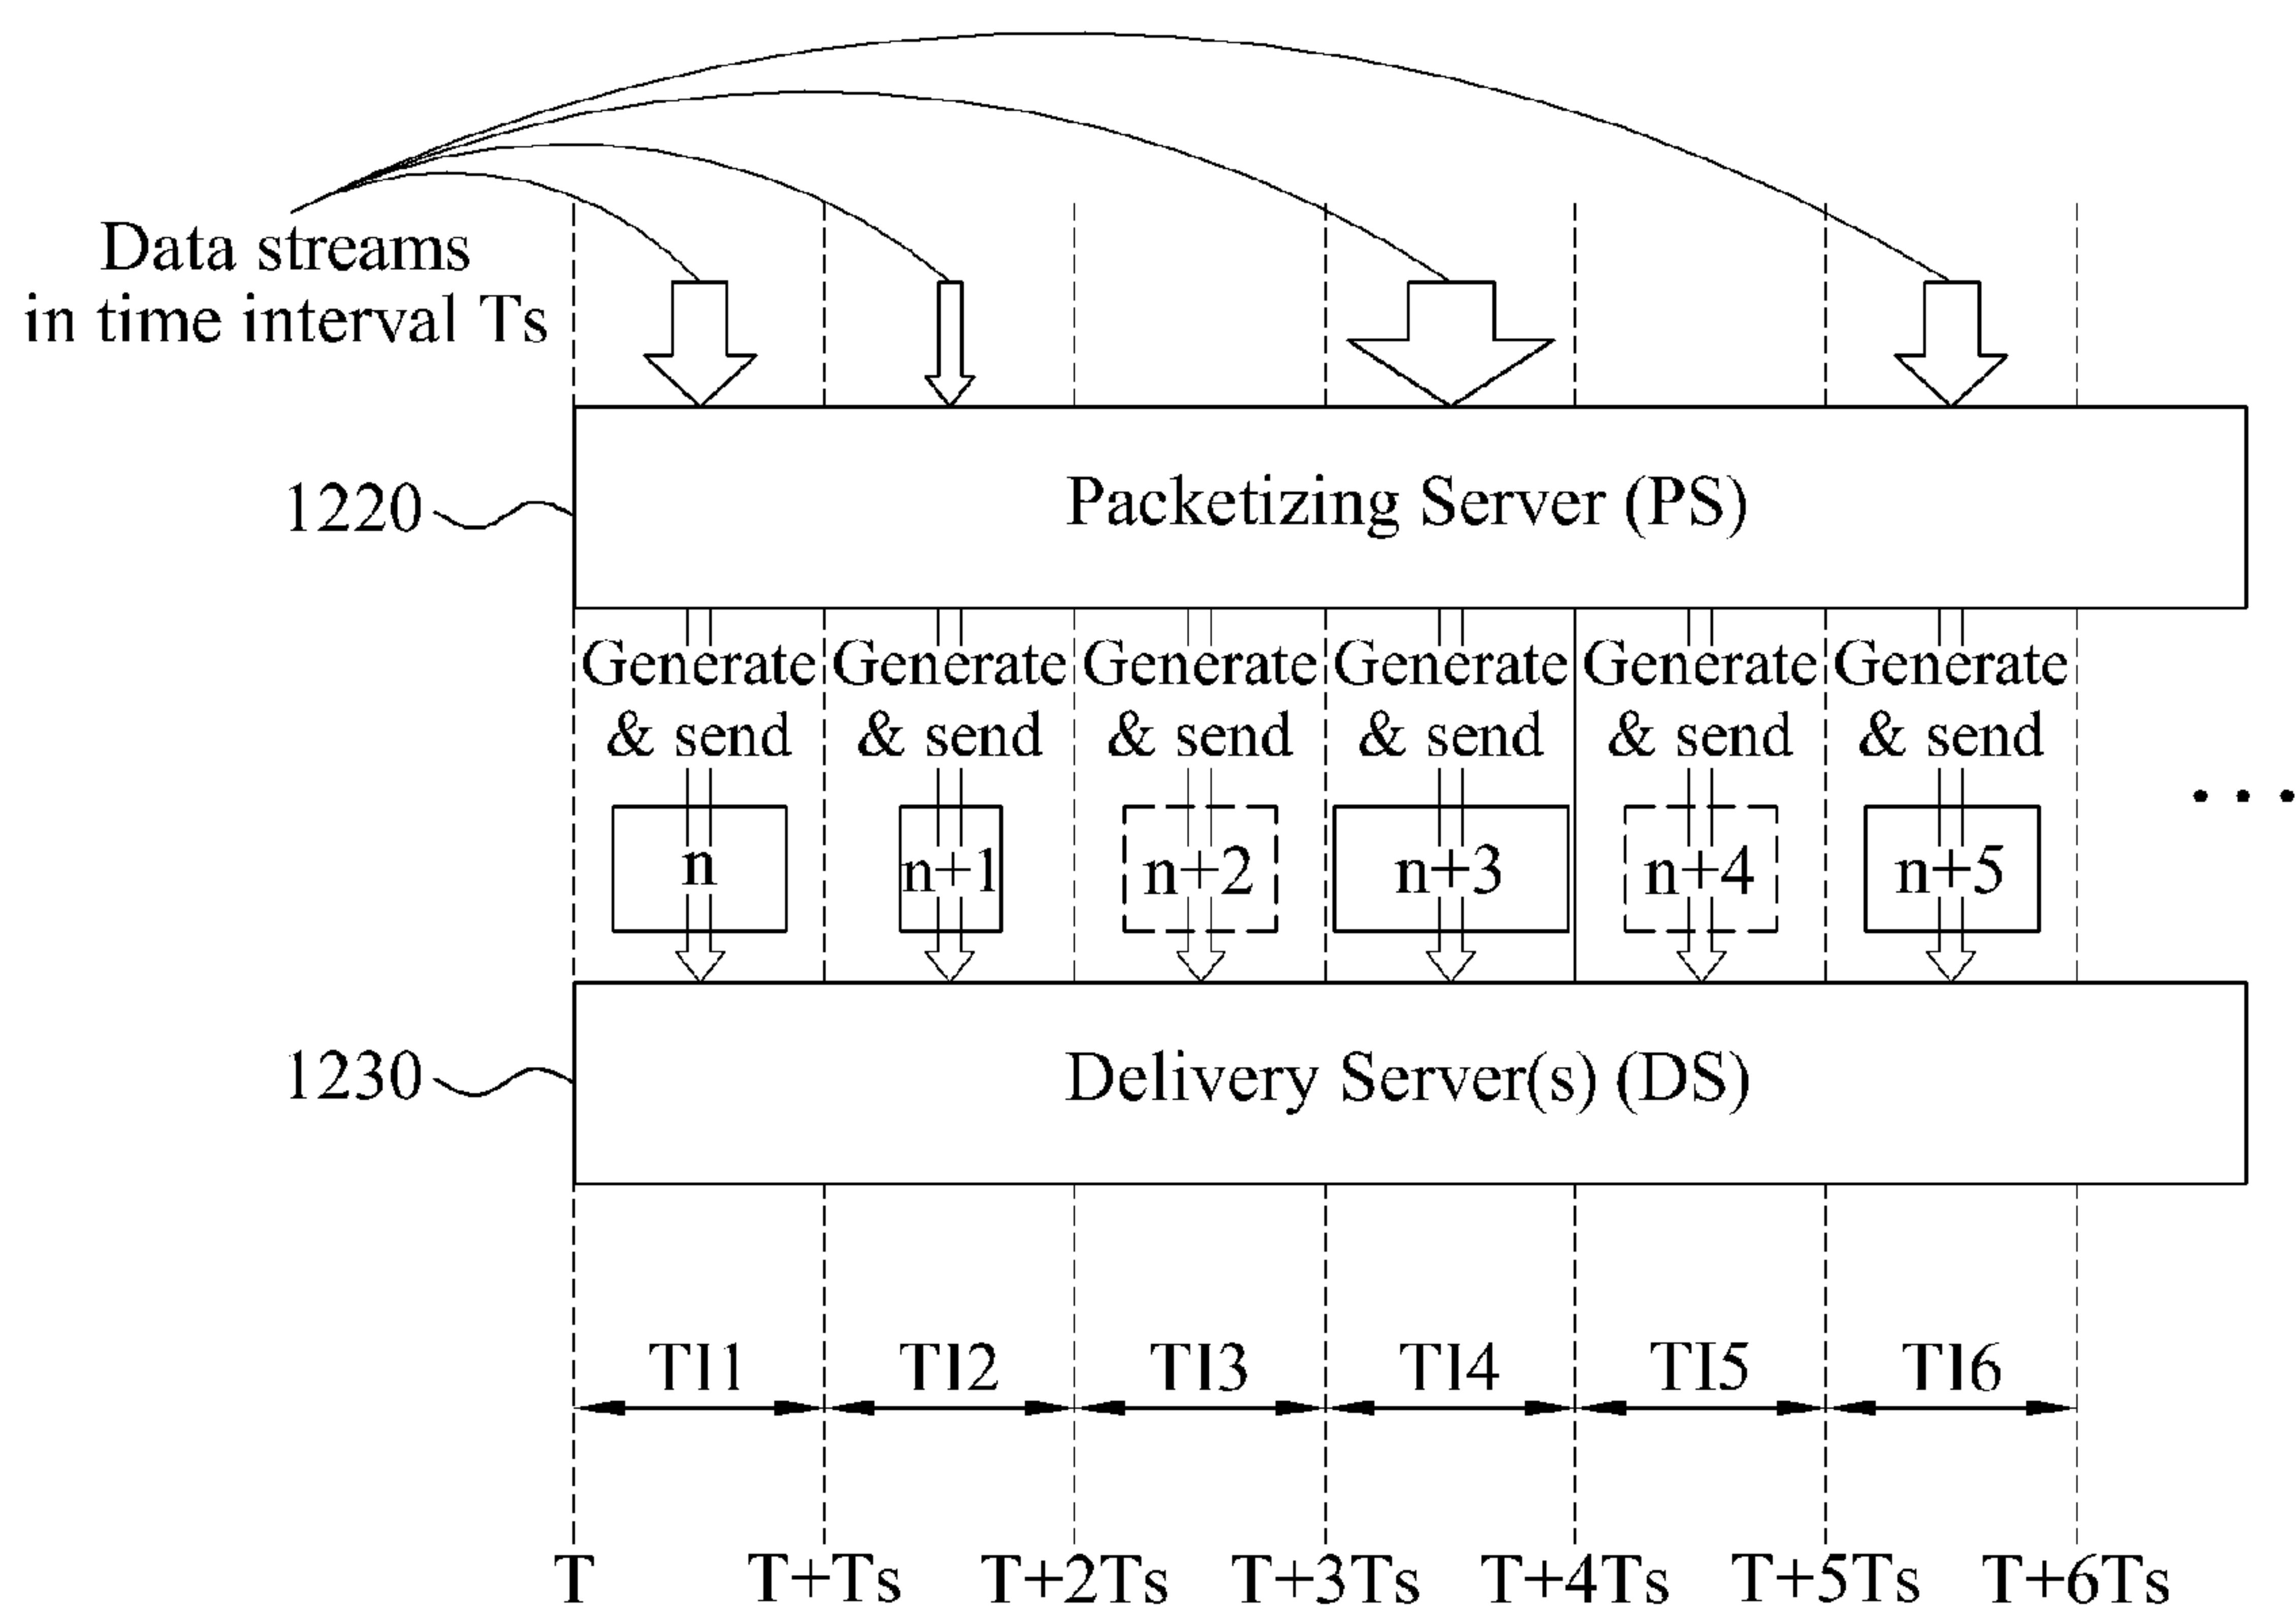 Data streams
in time interval Ts
1220
Packetizing Server (PS)
Generate Generate Generate Generate Generate Generate
& send & send & send & send & send & send
n n+1 n+2 n+3 n+4 n+5
...
1230
Delivery Server(s) (DS)
TI1 TI2 TI3 TI4 TI5 TI6
T T+Ts T+2Ts T+3Ts T+4Ts T+5Ts T+6Ts